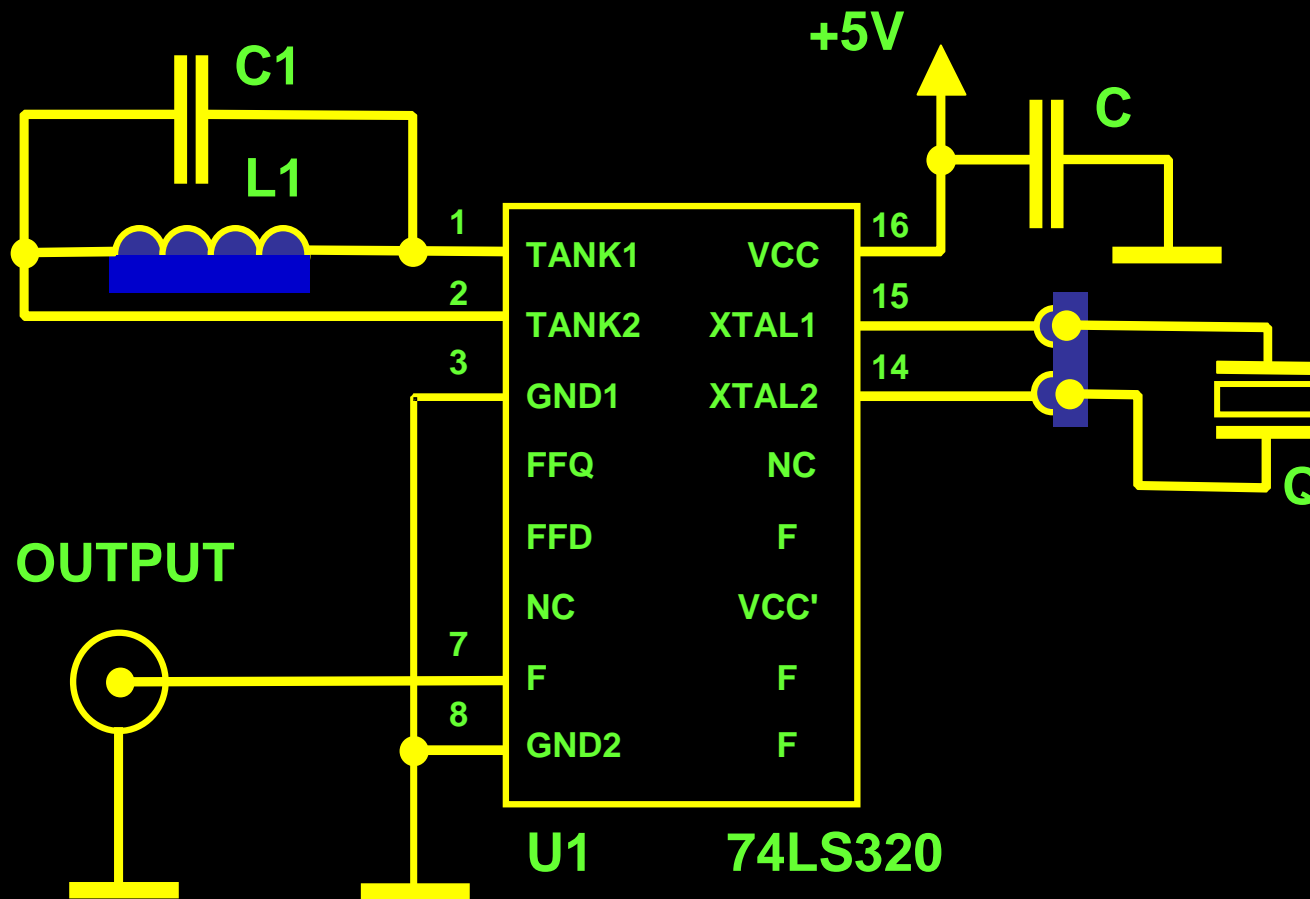 +5V
C1
C
L1
1
16
TANK1
VCC
2
15
TANK2
XTAL1
3
14
GND1
XTAL2
FFQ
NC
Q
FFD
F
OUTPUT
NC
VCC'
7
F
F
8
GND2
F
U1
74LS320